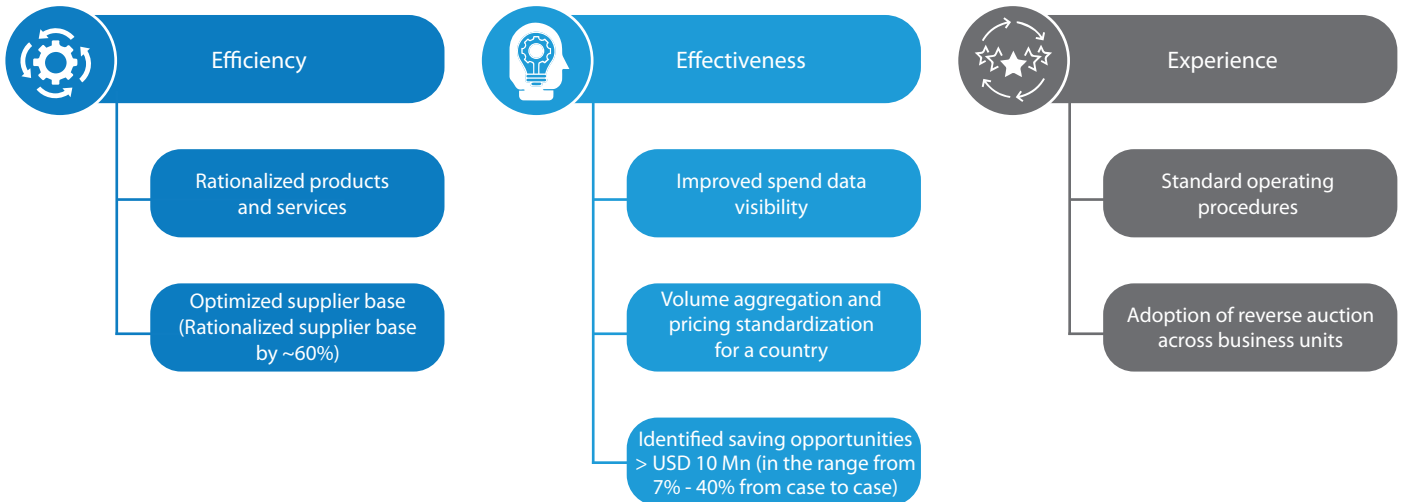 Efficiency
Rationalized products
and services
Optimized supplier base
(Rationalized supplier base
by ~60%)
Effectiveness
Improved spend data
visibility
Volume aggregation and
pricing standardization
for a country
Identified saving opportunities
> USD 10 Mn (in the range from
7% - 40% from case to case)
Experience
Standard operating
procedures
Adoption of reverse auction
across business units